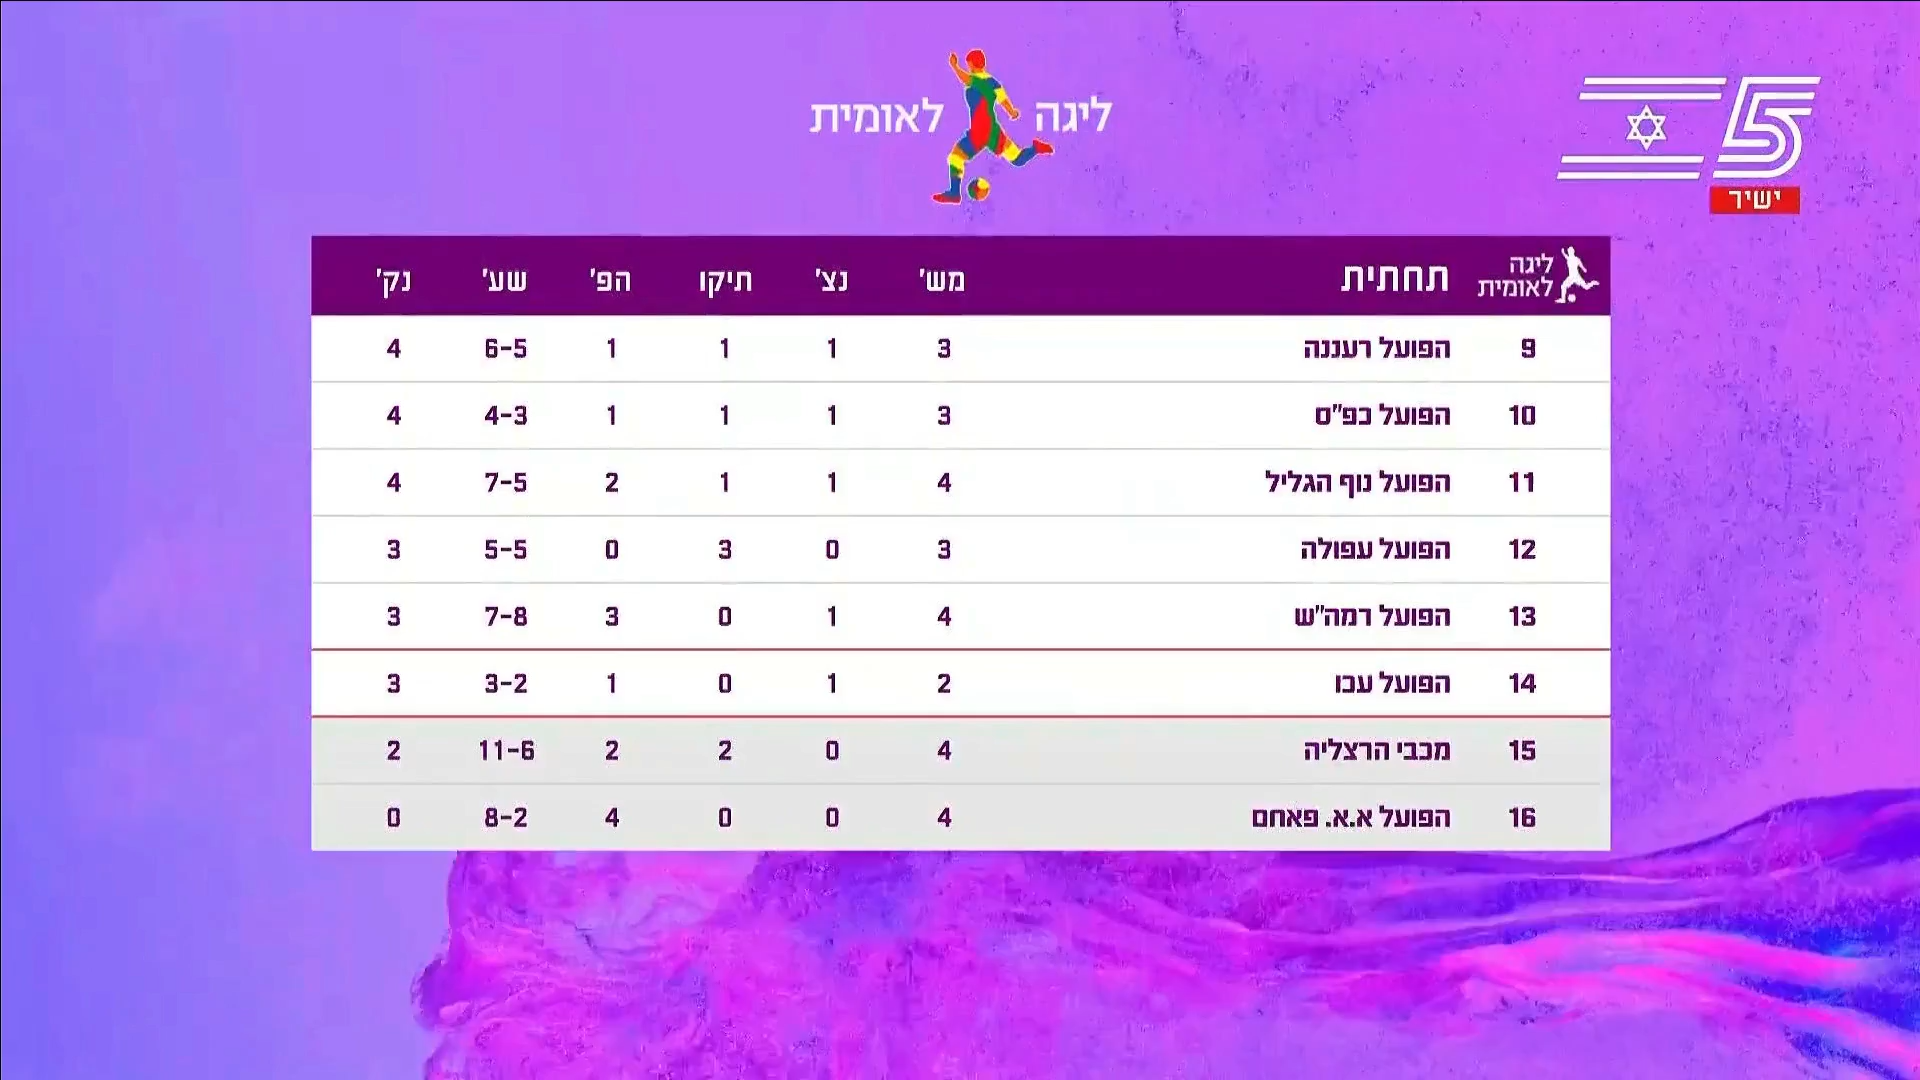 ליגה לאומית
5
ישיר
ליגה לאומית תחתית מש' נצ' תיקו הפ' שע' נק'
9 הפועל רעננה 3 1 1 1 6-5 4
10 הפועל כפ"ס 3 1 1 1 4-3 4
11 הפועל נוף הגליל 4 1 1 2 7-5 4
12 הפועל עפולה 3 0 3 0 5-5 3
13 הפועל רמה"ש 4 1 0 3 7-8 3
14 הפועל עכו 2 1 0 1 3-2 3
15 מכבי הרצליה 4 0 2 2 11-6 2
16 הפועל א.א. פאחם 4 0 0 4 8-2 0